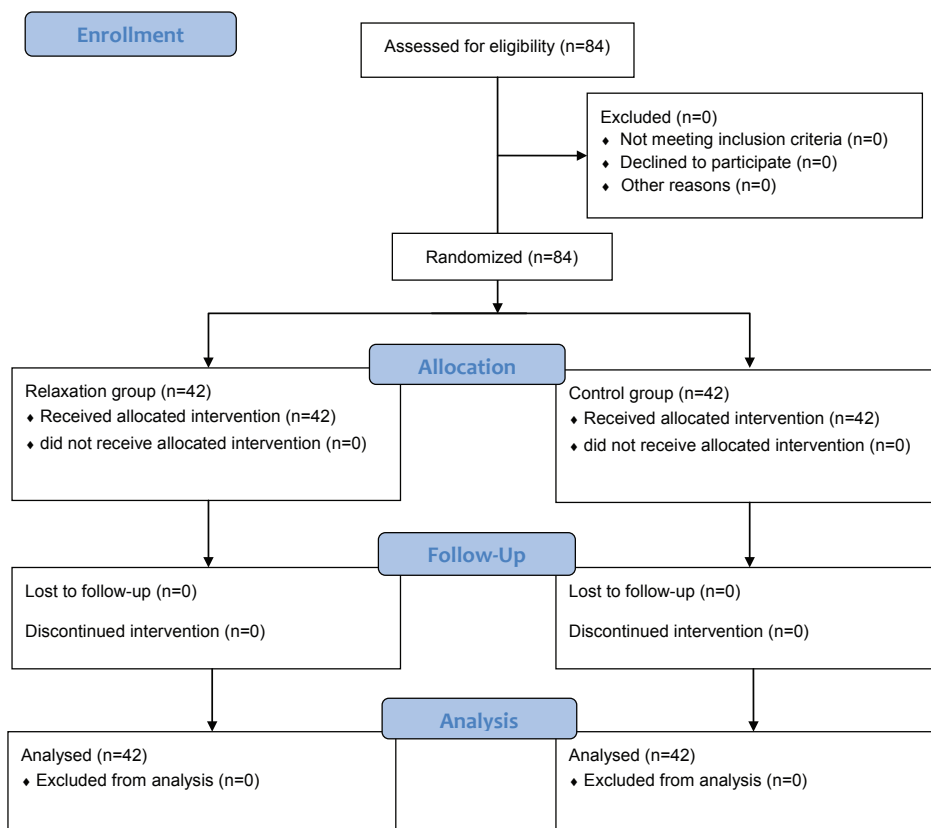 Enrollment
Assessed for eligibility (n=84)
Excluded (n=0)
♦ Not meeting inclusion criteria (n=0)
♦ Declined to participate (n=0)
♦ Other reasons (n=0)
Randomized (n=84)
Allocation
Relaxation group (n=42)
♦ Received allocated intervention (n=42)
♦ did not receive allocated intervention (n=0)
Control group (n=42)
♦ Received allocated intervention (n=42)
♦ did not receive allocated intervention (n=0)
Follow-Up
Lost to follow-up (n=0)
Discontinued intervention (n=0)
Lost to follow-up (n=0)
Discontinued intervention (n=0)
Analysis
Analysed (n=42)
♦ Excluded from analysis (n=0)
Analysed (n=42)
♦ Excluded from analysis (n=0)